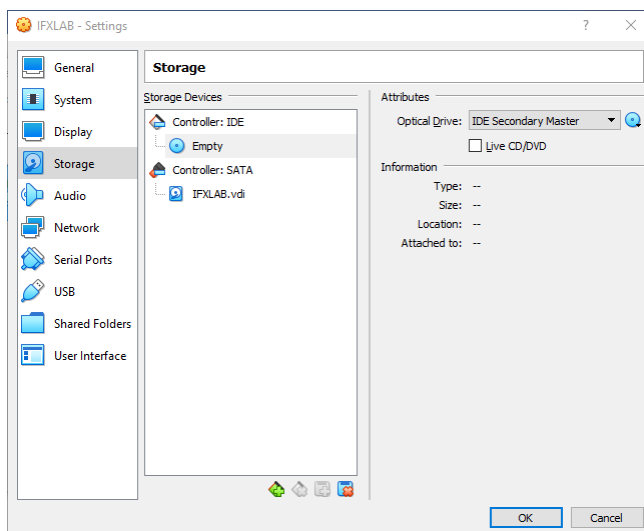 IFXLAB - Settings
General
System
Display
Storage
Audio
Network
Serial Ports
USB
Shared Folders
User Interface
Storage
Storage Devices
Controller: IDE
Empty
Controller: SATA
IFXLAB.vdi
Attributes
Optical Drive: IDE Secondary Master
Live CD/DVD
Information
Type: --
Size: --
Location: --
Attached to: --
OK
Cancel